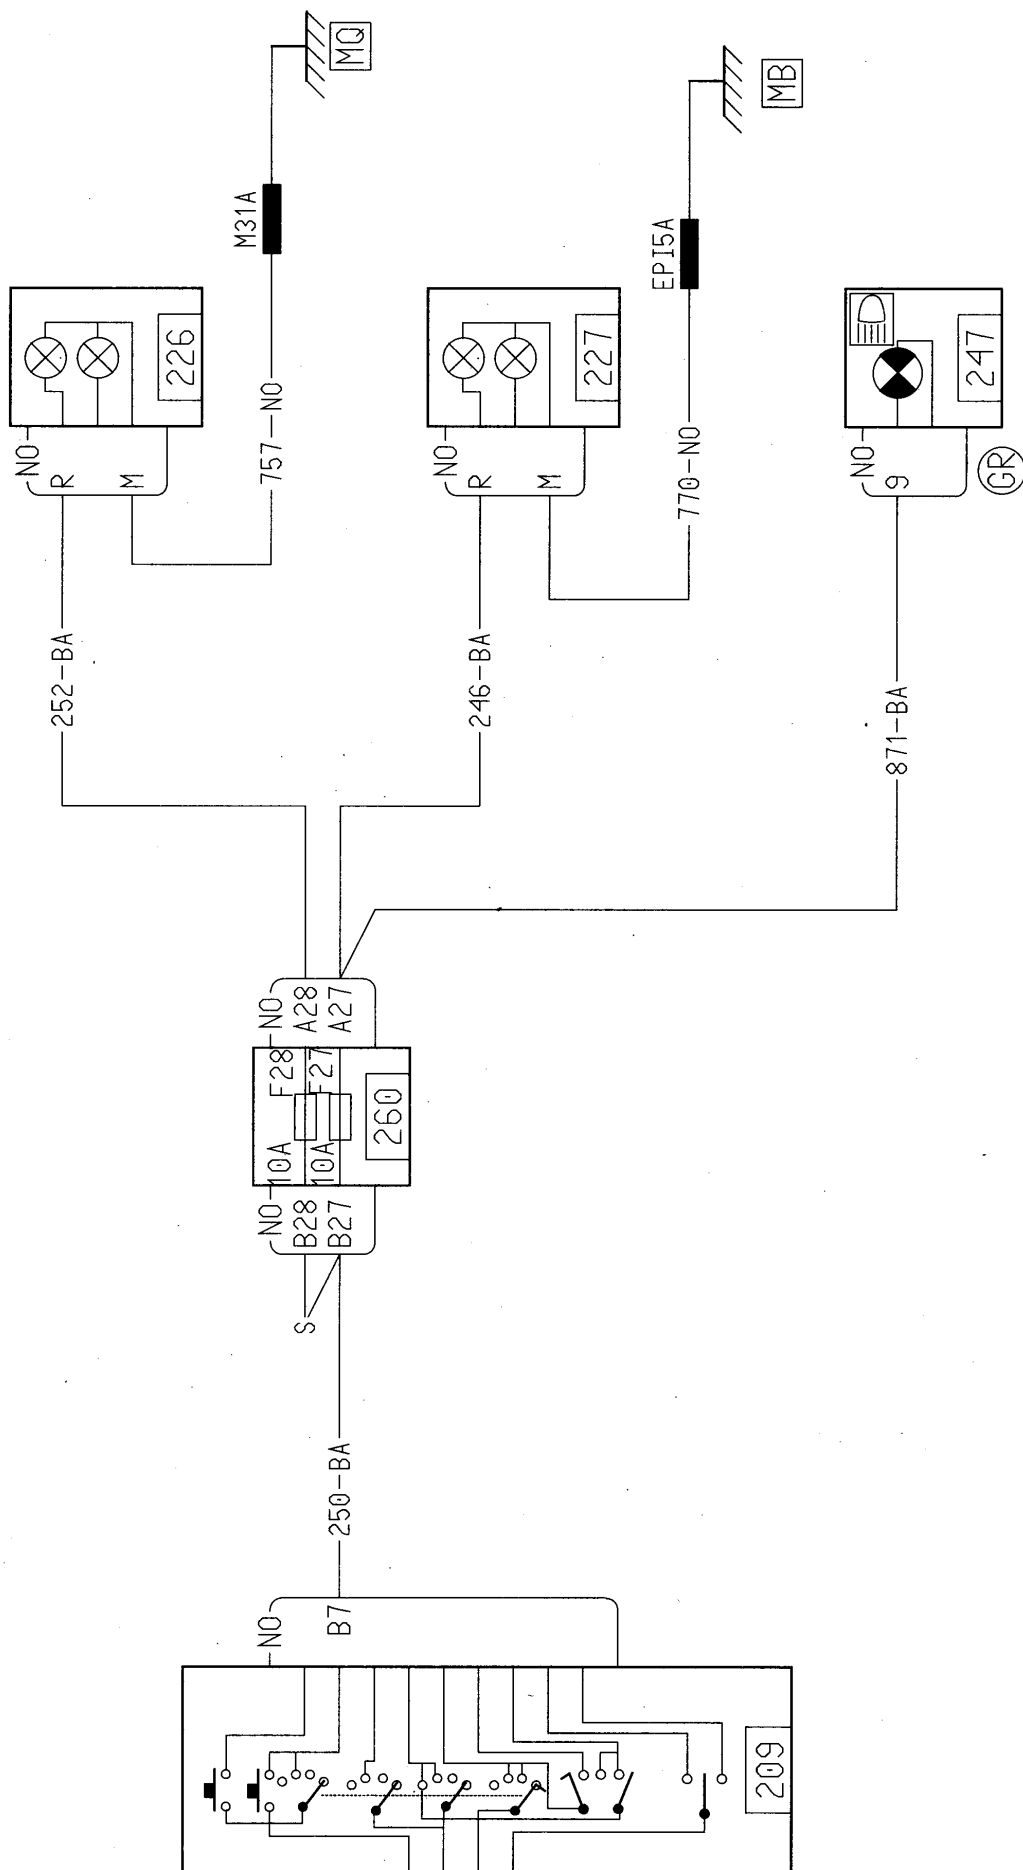 MQ
M31A
NO
R
M
226
757-NO
252-BA
MB
EPI5A
NO
R
M
227
770-NO
246-BA
NO
9
247
GR
871-BA
NO
A28
A27
F28
F27
10A
10A
260
NO
B28
B27
S
250-BA
NO
B7
209